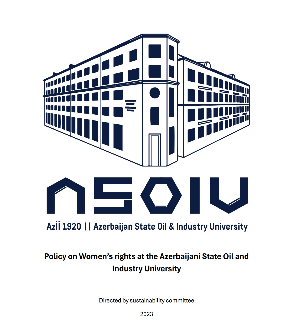 ASOIU
Azii 1920 || Azerbaijan State Oil & Industry University
Policy on Women's rights at the Azerbaijani State Oil and
Industry University
Directed by sustainability committee
2023